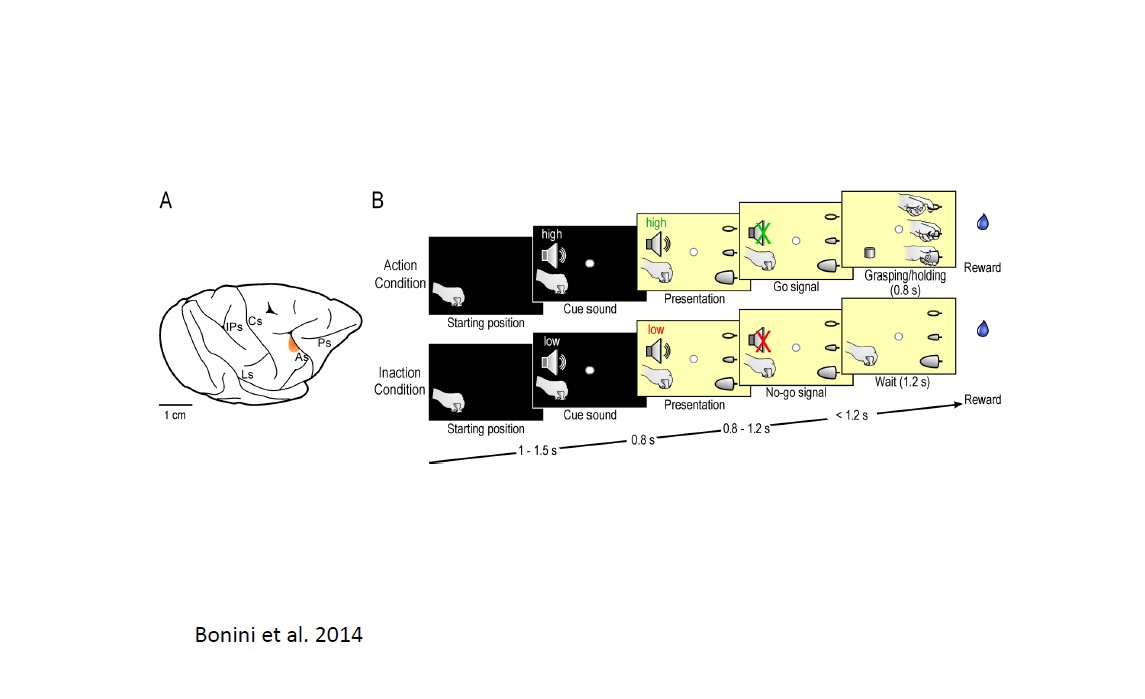 A
B
IPs
Cs
Ps
As
Ls
1 cm
Action
Condition
high
high
Starting position
Cue sound
Presentation
Go signal
Grasping/holding
(0.8 s)
Reward
Inaction
Condition
low
low
Starting position
Cue sound
Presentation
No-go signal
Wait (1.2 s)
Reward
1 - 1.5 s
0.8 s
0.8 - 1.2 s
< 1.2 s
Bonini et al. 2014